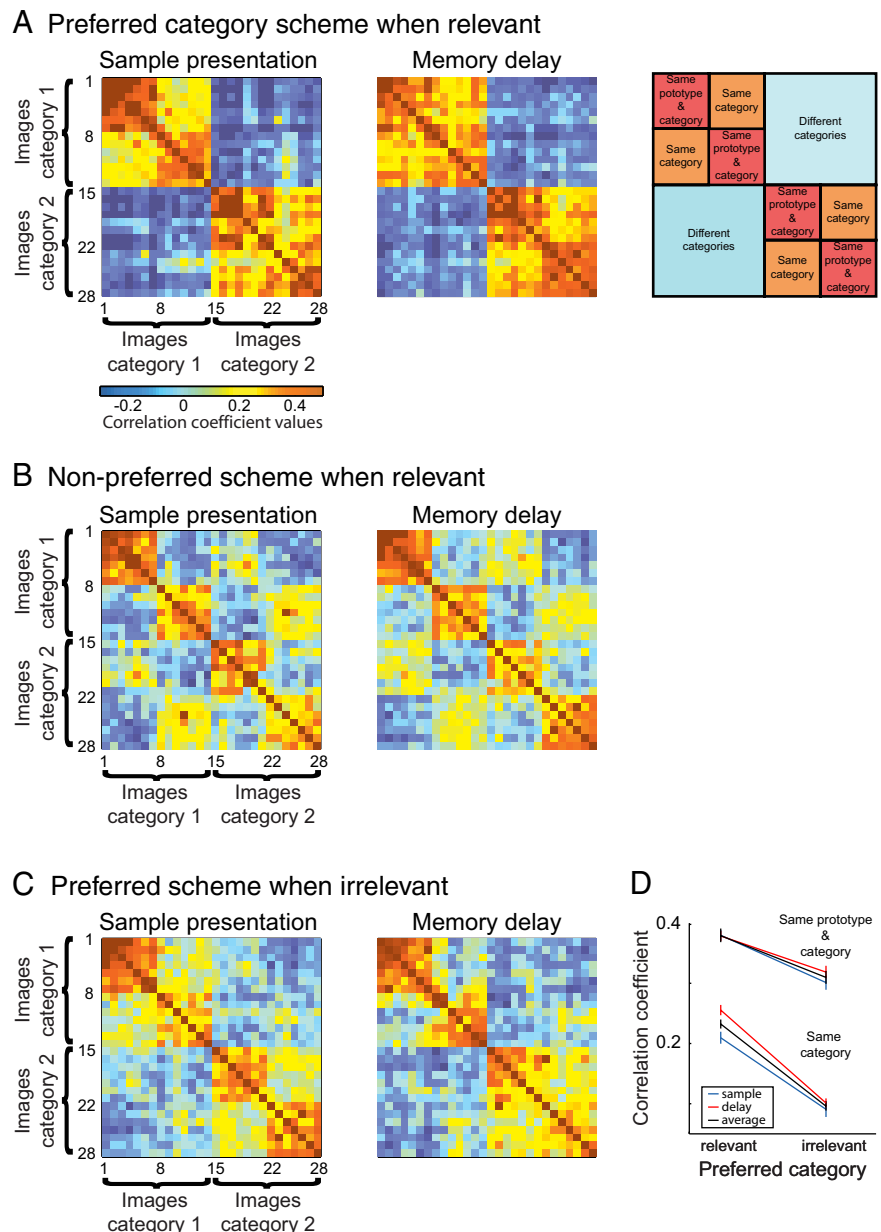 A Preferred category scheme when relevant
Sample presentation
Memory delay
Images
category 1
Images
category 2
1
8
15
22
28
1
8
15
22
28
Images
category 1
Images
category 2
-0.2
0
0.2
0.4
Correlation coefficient values
Same
pototype
& category
Same
category
Different
categories
Same
category
Same
prototype &
category
Different
categories
Same
prototype &
category
Same
category
Same
category
Same
prototype &
category
B Non-preferred scheme when relevant
Sample presentation
Memory delay
Images
category 1
Images
category 2
1
8
15
22
28
1
8
15
22
28
Images
category 1
Images
category 2
C Preferred scheme when irrelevant
Sample presentation
Memory delay
Images
category 1
Images
category 2
1
8
15
22
28
1
8
15
22
28
Images
category 1
Images
category 2
D
Correlation coefficient
0.4
0.2
Same prototype
&
category
Same
category
sample
delay
average
relevant
irrelevant
Preferred category